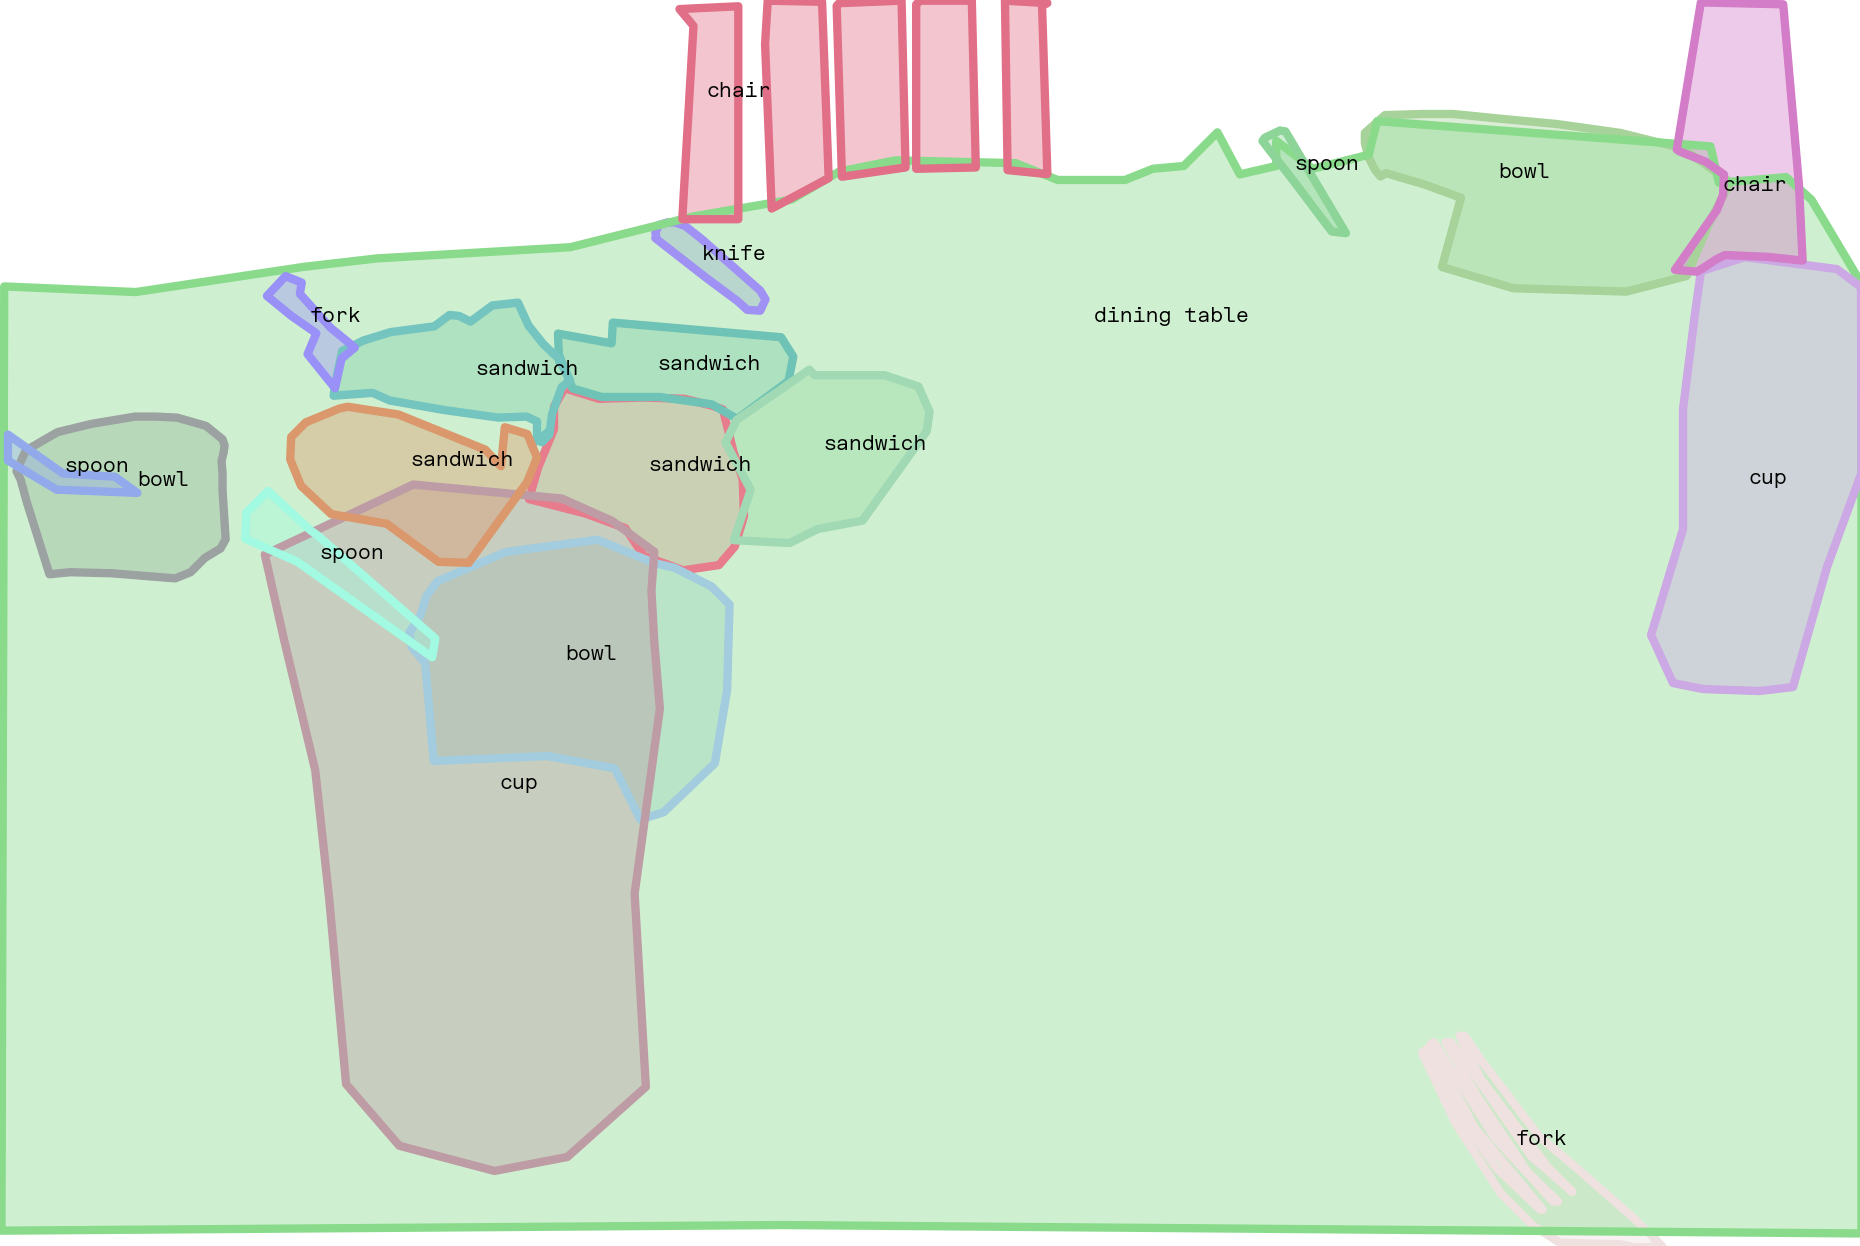 chair
spoon
bowl
chair
knife
fork
dining table
sandwich
sandwich
sandwich
sandwich
sandwich
spoon
bowl
cup
spoon
bowl
cup
fork